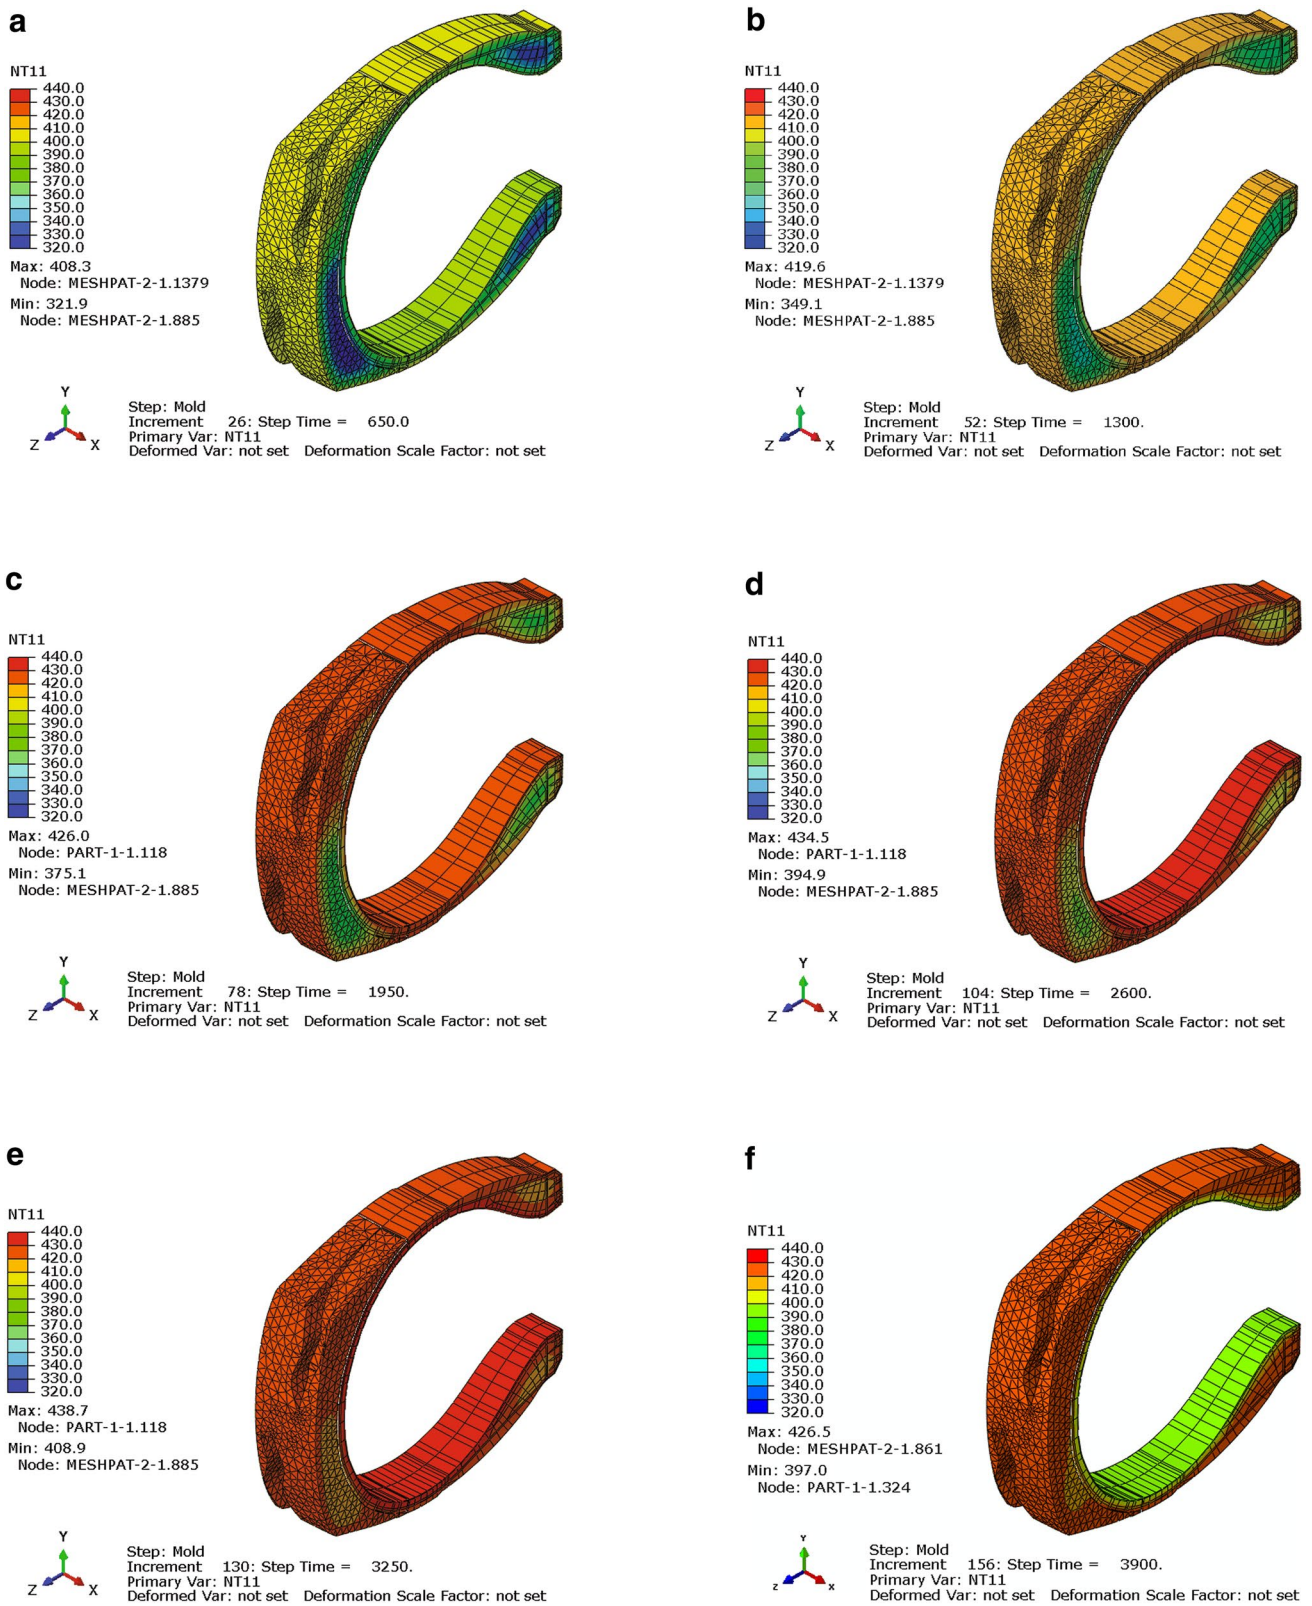 a
NT11
440.0
430.0
420.0
410.0
400.0
390.0
380.0
370.0
360.0
350.0
340.0
330.0
320.0
Max: 408.3
Node: MESHPAT-2-1.1379
Min: 321.9
Node: MESHPAT-2-1.885
Y
Z
X
Step: Mold
Increment 26: Step Time = 650.0
Primary Var: NT11
Deformed Var: not set Deformation Scale Factor: not set
b
NT11
440.0
430.0
420.0
410.0
400.0
390.0
380.0
370.0
360.0
350.0
340.0
330.0
320.0
Max: 419.6
Node: MESHPAT-2-1.1379
Min: 349.1
Node: MESHPAT-2-1.885
Y
Z
X
Step: Mold
Increment 52: Step Time = 1300.
Primary Var: NT11
Deformed Var: not set Deformation Scale Factor: not set
c
NT11
440.0
430.0
420.0
410.0
400.0
390.0
380.0
370.0
360.0
350.0
340.0
330.0
320.0
Max: 426.0
Node: PART-1-1.118
Min: 375.1
Node: MESHPAT-2-1.885
Y
Z
X
Step: Mold
Increment 78: Step Time = 1950.
Primary Var: NT11
Deformed Var: not set Deformation Scale Factor: not set
d
NT11
440.0
430.0
420.0
410.0
400.0
390.0
380.0
370.0
360.0
350.0
340.0
330.0
320.0
Max: 434.5
Node: PART-1-1.118
Min: 394.9
Node: MESHPAT-2-1.885
Y
Z
X
Step: Mold
Increment 104: Step Time = 2600.
Primary Var: NT11
Deformed Var: not set Deformation Scale Factor: not set
e
NT11
440.0
430.0
420.0
410.0
400.0
390.0
380.0
370.0
360.0
350.0
340.0
330.0
320.0
Max: 438.7
Node: PART-1-1.118
Min: 408.9
Node: MESHPAT-2-1.885
Y
Z
X
Step: Mold
Increment 130: Step Time = 3250.
Primary Var: NT11
Deformed Var: not set Deformation Scale Factor: not set
f
NT11
440.0
430.0
420.0
410.0
400.0
390.0
380.0
370.0
360.0
350.0
340.0
330.0
320.0
Max: 426.5
Node: MESHPAT-2-1.861
Min: 397.0
Node: PART-1-1.324
Y
Z
X
Step: Mold
Increment 156: Step Time = 3900.
Primary Var: NT11
Deformed Var: not set Deformation Scale Factor: not set